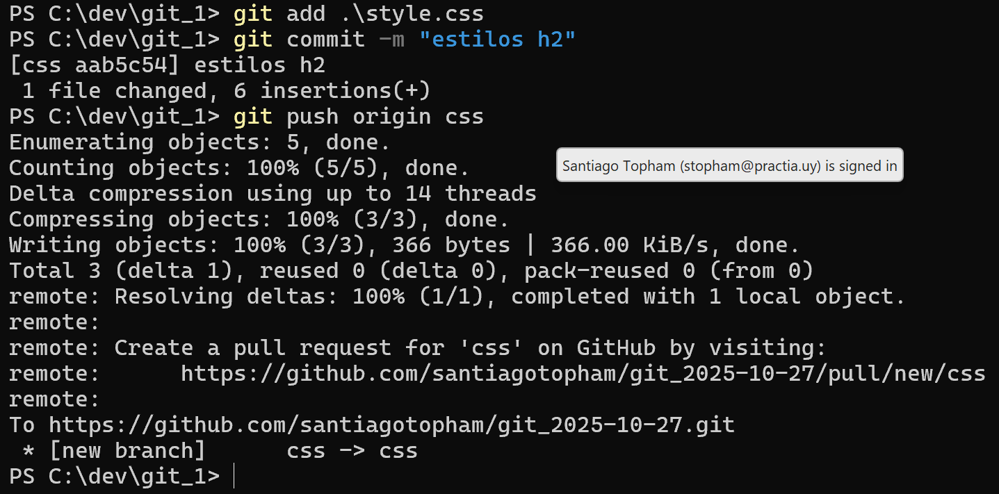 PS C:\dev\git_1> git add .\style.css
PS C:\dev\git_1> git commit -m "estilos h2"
[css aab5c54] estilos h2
 1 file changed, 6 insertions(+)
PS C:\dev\git_1> git push origin css
Enumerating objects: 5, done.
Counting objects: 100% (5/5), done.
Santiago Topham (stopham@practia.uy) is signed in
Delta compression using up to 14 threads
Compressing objects: 100% (3/3), done.
Writing objects: 100% (3/3), 366 bytes | 366.00 KiB/s, done.
Total 3 (delta 1), reused 0 (delta 0), pack-reused 0 (from 0)
remote: Resolving deltas: 100% (1/1), completed with 1 local object.
remote:
remote: Create a pull request for 'css' on GitHub by visiting:
remote:      https://github.com/santiagotopham/git_2025-10-27/pull/new/css
remote:
To https://github.com/santiagotopham/git_2025-10-27.git
 * [new branch]      css -> css
PS C:\dev\git_1>